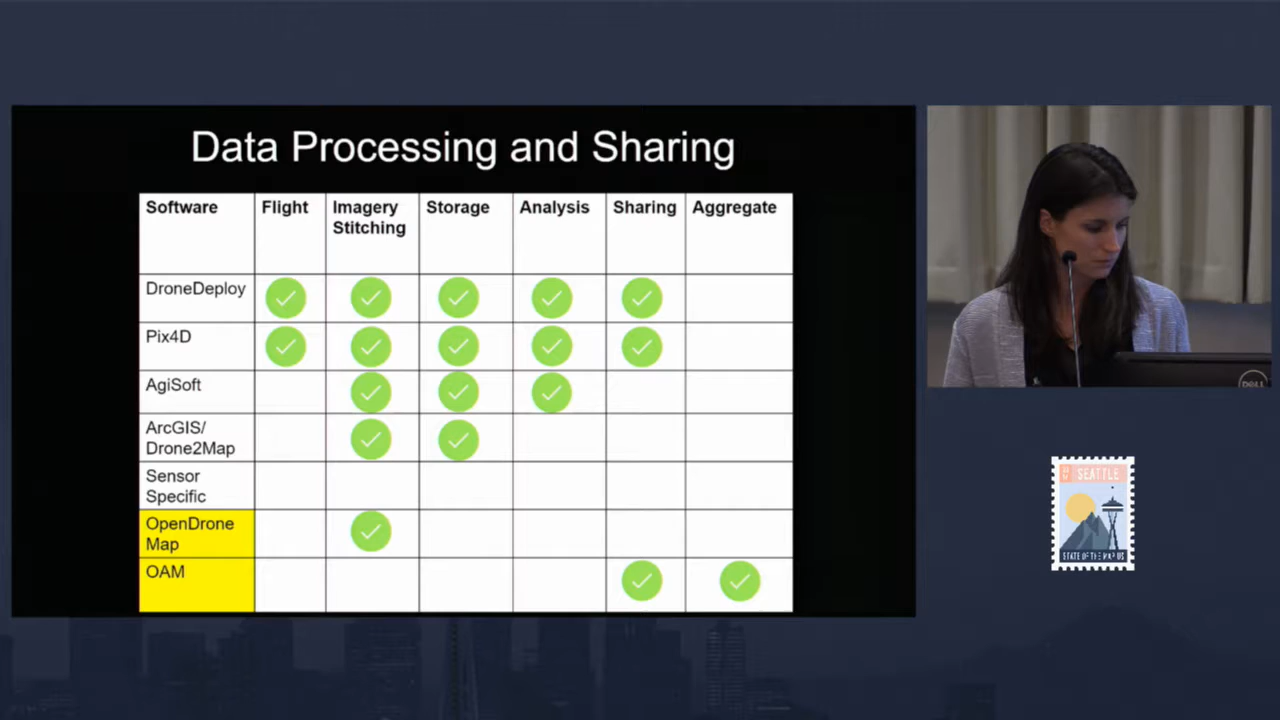 Data Processing and Sharing
Software Flight Imagery Storage Analysis Sharing Aggregate
Stitching
DroneDeploy
Pix4D
AgiSoft
ArcGIS/
Drone2Map
Sensor
Specific
OpenDrone
Map
OAM
DELL
SEATTLE
STATE OF THE MAP US